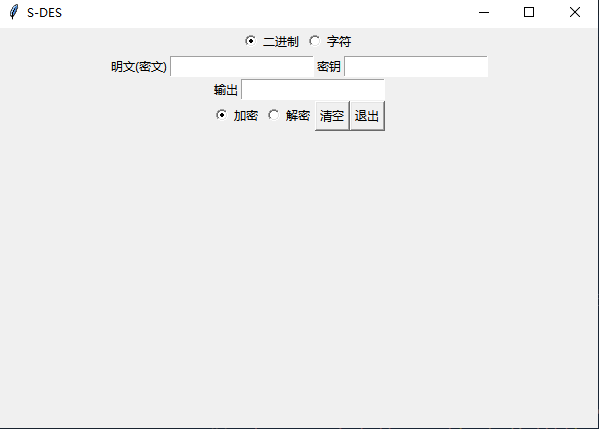 S-DES
二进制 字符
明文(密文) 密钥
输出
加密 解密 清空 退出